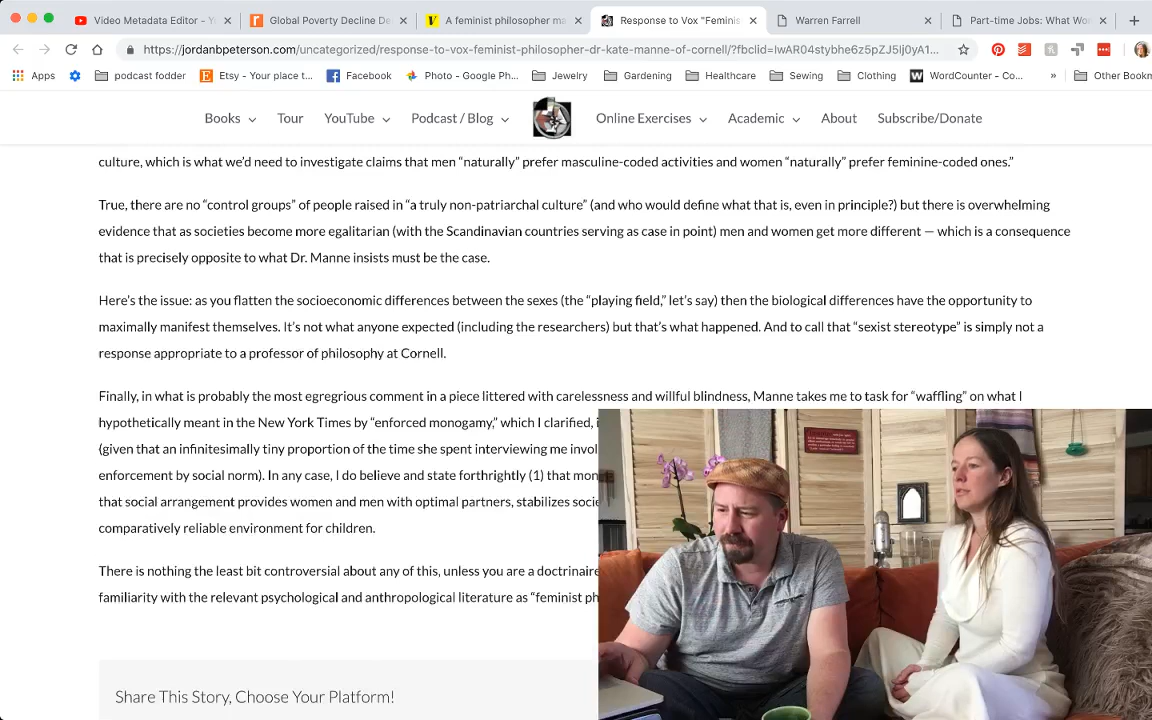 Video Metadata Editor - Y
Global Poverty Decline De
A feminist philosopher ma
Response to Vox "Feminis
Warren Farrell
Part-time Jobs: What Wo
https://jordanbpeterson.com/uncategorized/response-to-vox-feminist-philosopher-dr-kate-manne-of-cornell/?fbclid=IwAR04stybhe6z5pZJ5Ij0yA1...
Apps
podcast fodder
Etsy - Your place t...
Facebook
Photo - Google Ph...
Jewelry
Gardening
Healthcare
Sewing
Clothing
WordCounter - Co...
»
Other Bookm
Books
Tour
YouTube
Podcast / Blog
Online Exercises
Academic
About
Subscribe/Donate
culture, which is what we’d need to investigate claims that men “naturally” prefer masculine-coded activities and women “naturally” prefer feminine-coded ones.”
True, there are no “control groups” of people raised in “a truly non-patriarchal culture” (and who would define what that is, even in principle?) but there is overwhelming
evidence that as societies become more egalitarian (with the Scandinavian countries serving as case in point) men and women get more different — which is a consequence
that is precisely opposite to what Dr. Manne insists must be the case.
Here’s the issue: as you flatten the socioeconomic differences between the sexes (the “playing field,” let’s say) then the biological differences have the opportunity to
maximally manifest themselves. It’s not what anyone expected (including the researchers) but that’s what happened. And to call that “sexist stereotype” is simply not a
response appropriate to a professor of philosophy at Cornell.
Finally, in what is probably the most egregrious comment in a piece littered with carelessness and willful blindness, Manne takes me to task for “waffling” on what I
hypothetically meant in the New York Times by “enforced monogamy,” which I clarified, i
(given that an infinitesimally tiny proportion of the time she spent interviewing me invol
enforcement by social norm). In any case, I do believe and state forthrightly (1) that mon
that social arrangement provides women and men with optimal partners, stabilizes socie
comparatively reliable environment for children.
There is nothing the least bit controversial about any of this, unless you are a doctrinaire
familiarity with the relevant psychological and anthropological literature as “feminist ph
Share This Story, Choose Your Platform!